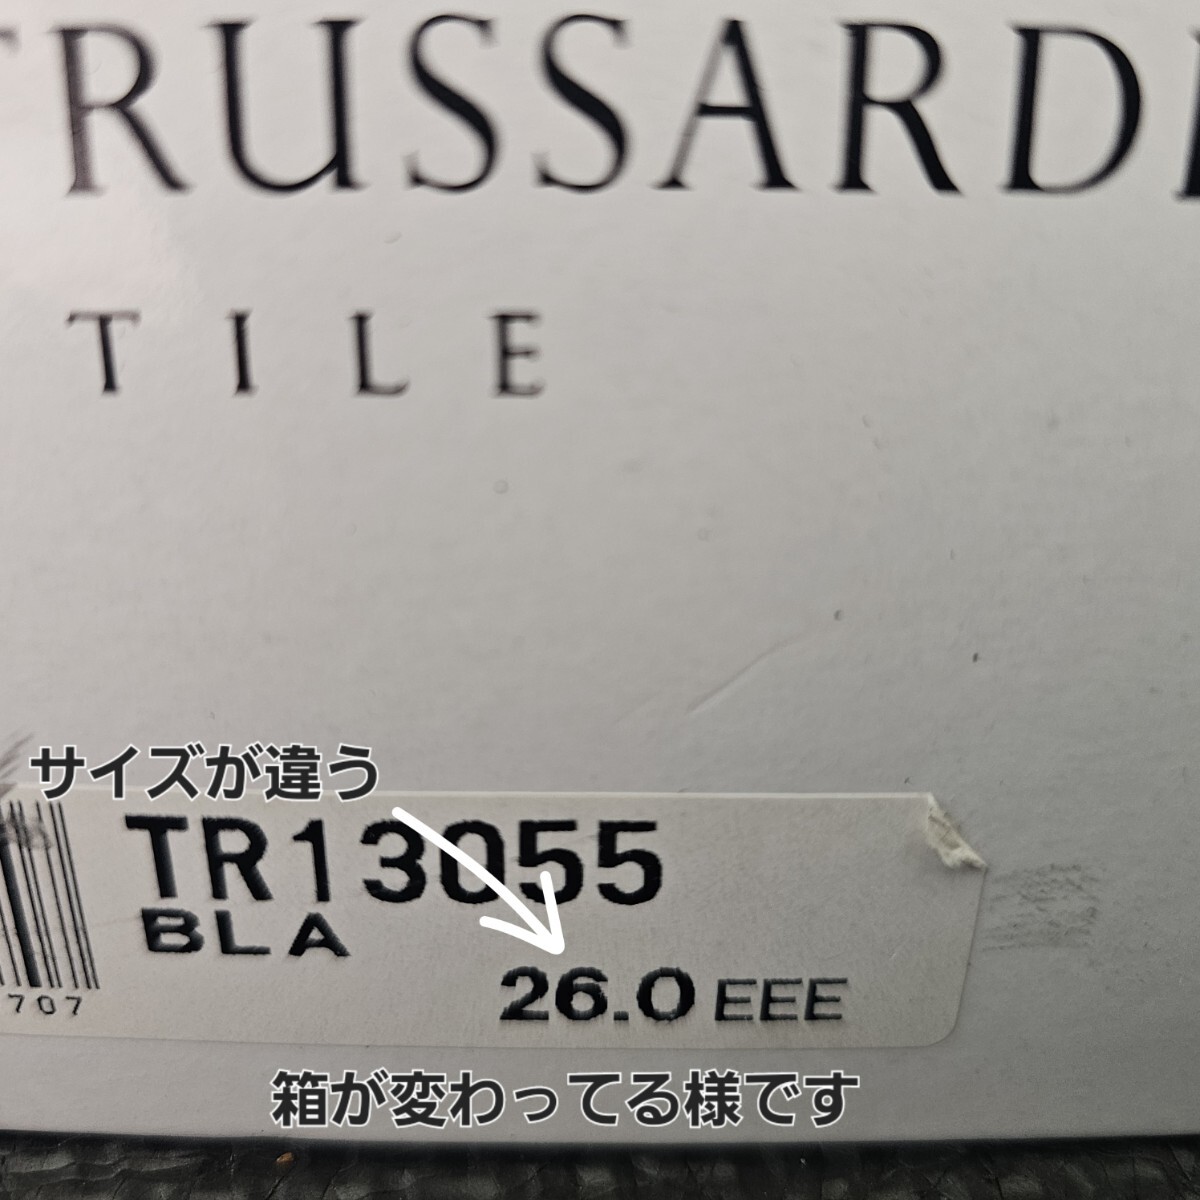 TRUSSARDI
TILE
サイズが違う
TR13055
BLA
707
26.0 EEE
箱が変わってる様です